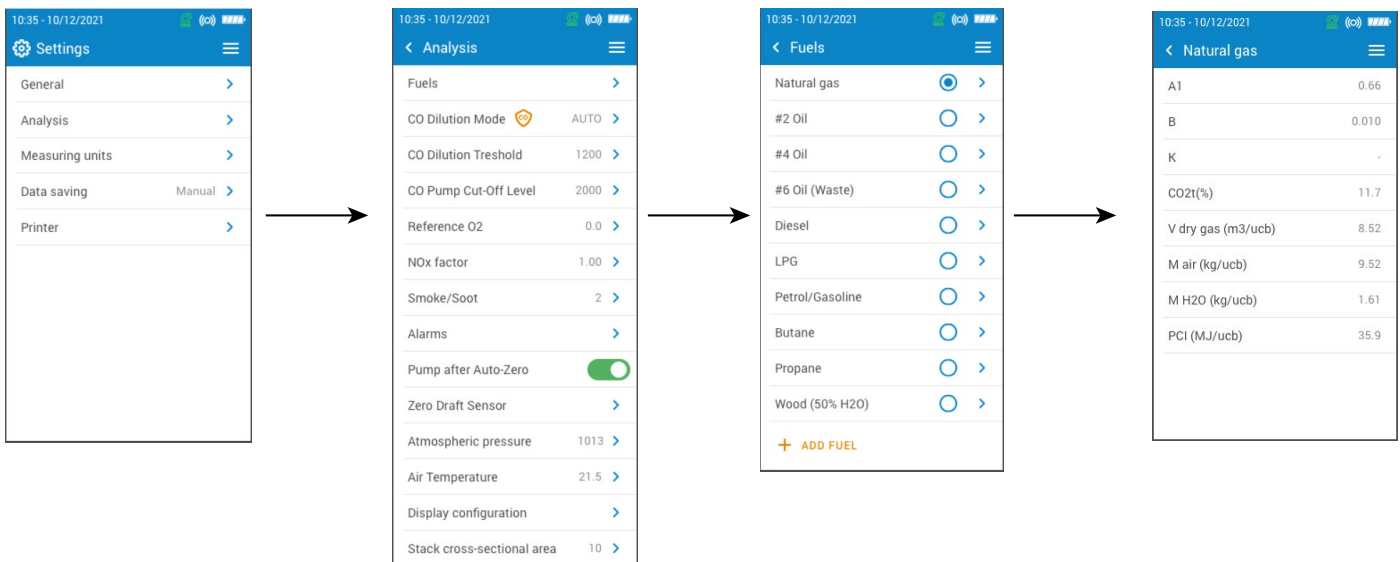 10:35 - 10/12/2021
Settings
General
Analysis
Measuring units
Data saving Manual
Printer
10:35 - 10/12/2021
Analysis
Fuels
CO Dilution Mode CO AUTO
CO Dilution Treshold 1200
CO Pump Cut-Off Level 2000
Reference O2 0.0
NOx factor 1.00
Smoke/Soot 2
Alarms
Pump after Auto-Zero
Zero Draft Sensor
Atmospheric pressure 1013
Air Temperature 21.5
Display configuration
Stack cross-sectional area 10
10:35 - 10/12/2021
Fuels
Natural gas
#2 Oil
#4 Oil
#6 Oil (Waste)
Diesel
LPG
Petrol/Gasoline
Butane
Propane
Wood (50% H2O)
+ ADD FUEL
10:35 - 10/12/2021
Natural gas
A1 0.66
B 0.010
K -
CO2t(%) 11.7
V dry gas (m3/ucb) 8.52
M air (kg/ucb) 9.52
M H2O (kg/ucb) 1.61
PCI (MJ/ucb) 35.9